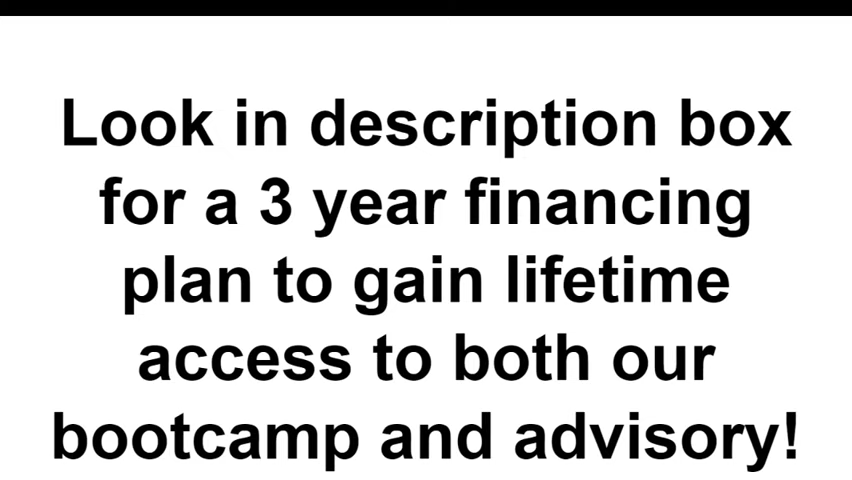 Look in description box
for a 3 year financing
plan to gain lifetime
access to both our
bootcamp and advisory!